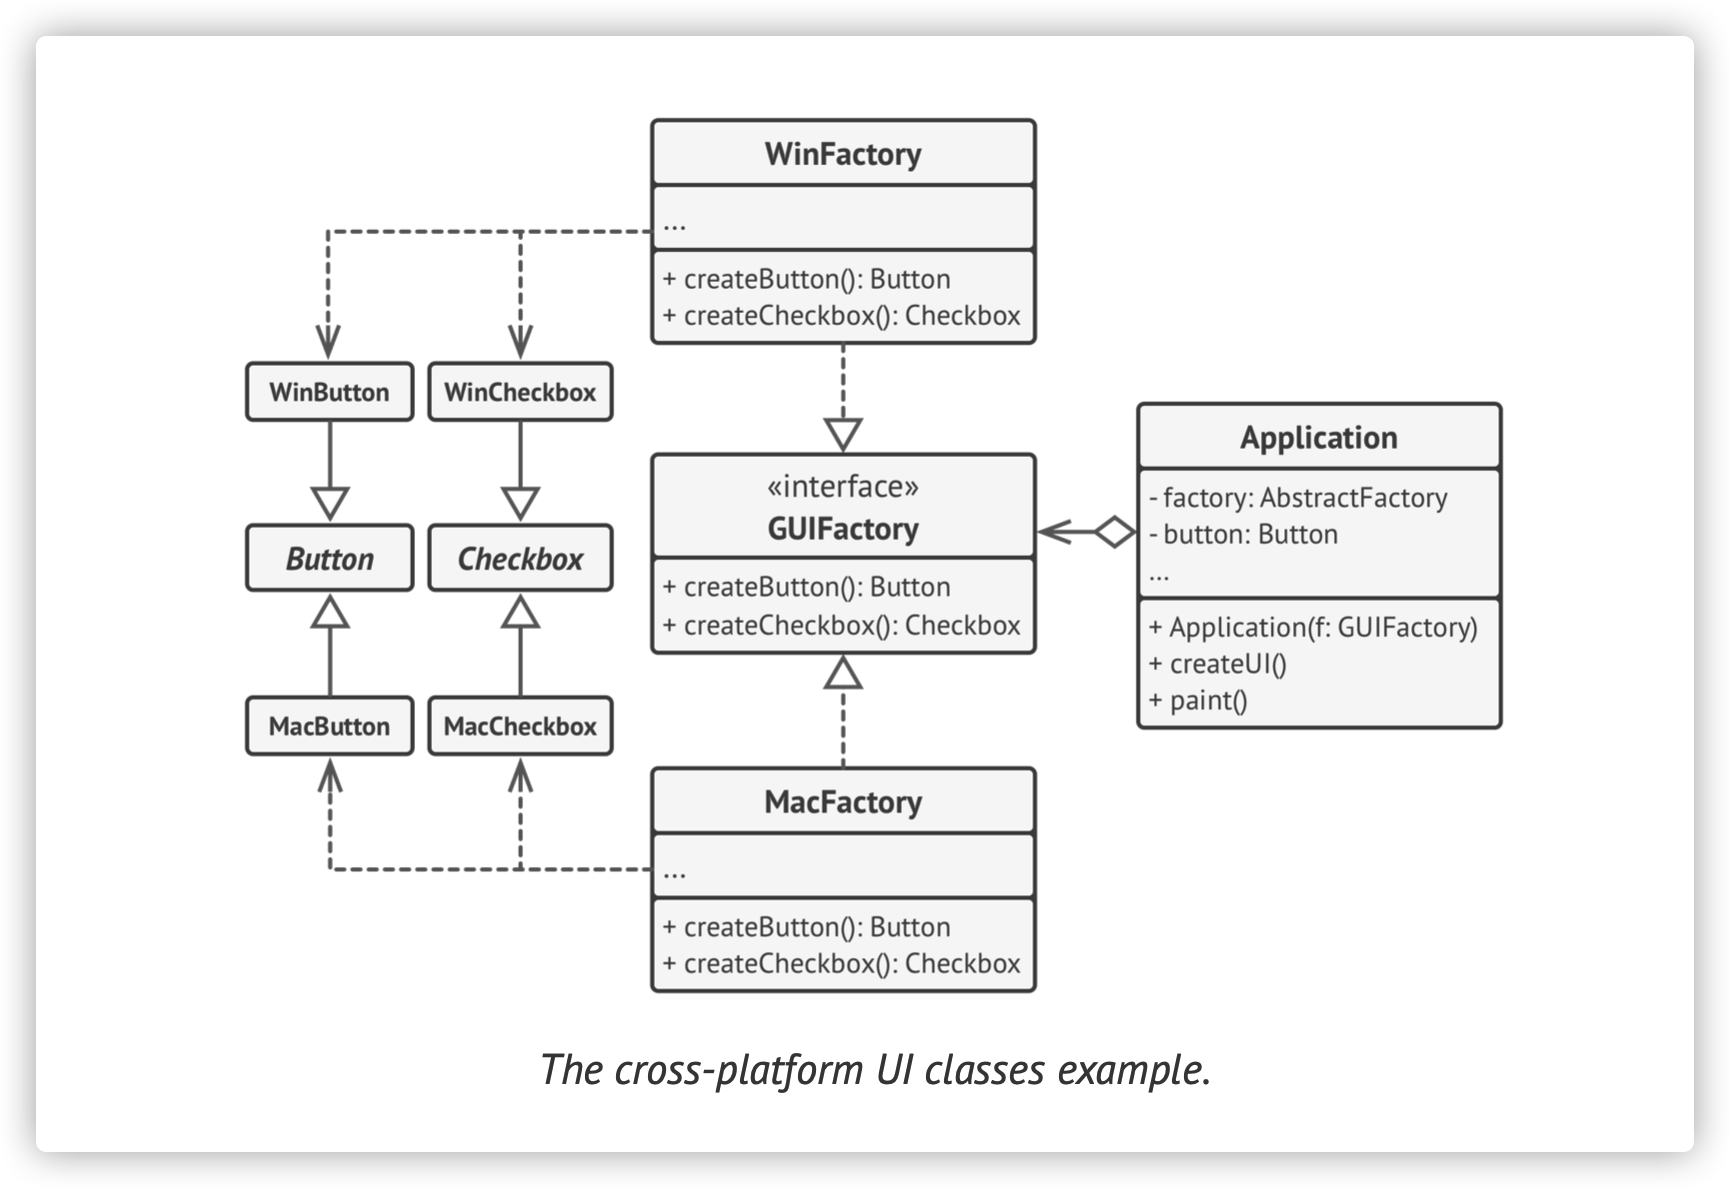 WinFactory
...
+ createButton(): Button
+ createCheckbox(): Checkbox
WinButton
WinCheckbox
Button
Checkbox
MacButton
MacCheckbox
«interface»
GUIFactory
+ createButton(): Button
+ createCheckbox(): Checkbox
Application
- factory: AbstractFactory
- button: Button
...
+ Application(f: GUIFactory)
+ createUI()
+ paint()
MacFactory
...
+ createButton(): Button
+ createCheckbox(): Checkbox
The cross-platform UI classes example.